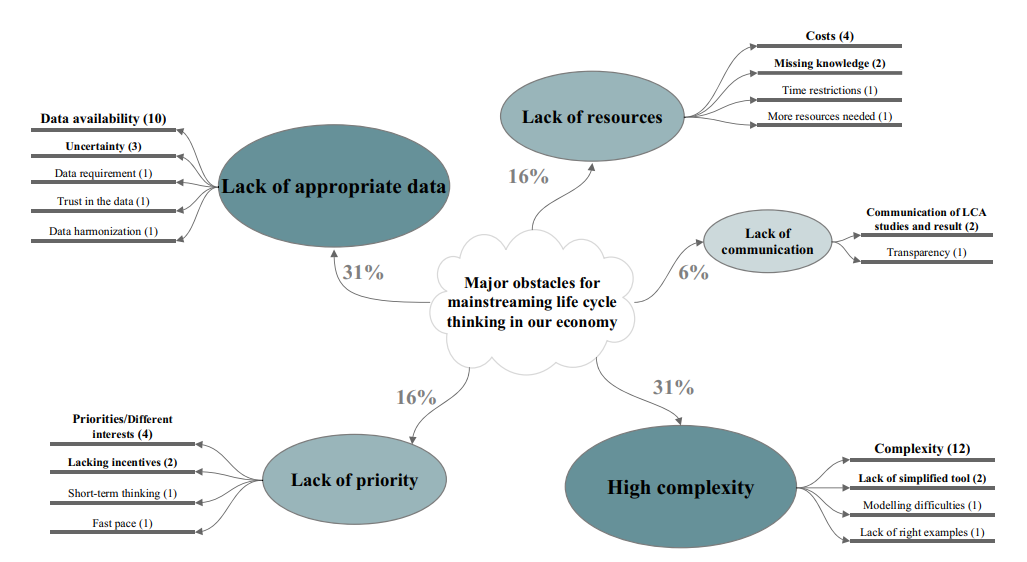 Costs (4)
Missing knowledge (2)
Time restrictions (1)
More resources needed (1)
Lack of resources
16%
Data availability (10)
Uncertainty (3)
Data requirement (1)
Trust in the data (1)
Data harmonization (1)
Lack of appropriate data
31%
Communication of LCA
studies and result (2)
Transparency (1)
Lack of
communication
6%
Major obstacles for
mainstreaming life cycle
thinking in our economy
16%
31%
Priorities/Different
interests (4)
Lacking incentives (2)
Short-term thinking (1)
Fast pace (1)
Lack of priority
High complexity
Complexity (12)
Lack of simplified tool (2)
Modelling difficulties (1)
Lack of right examples (1)